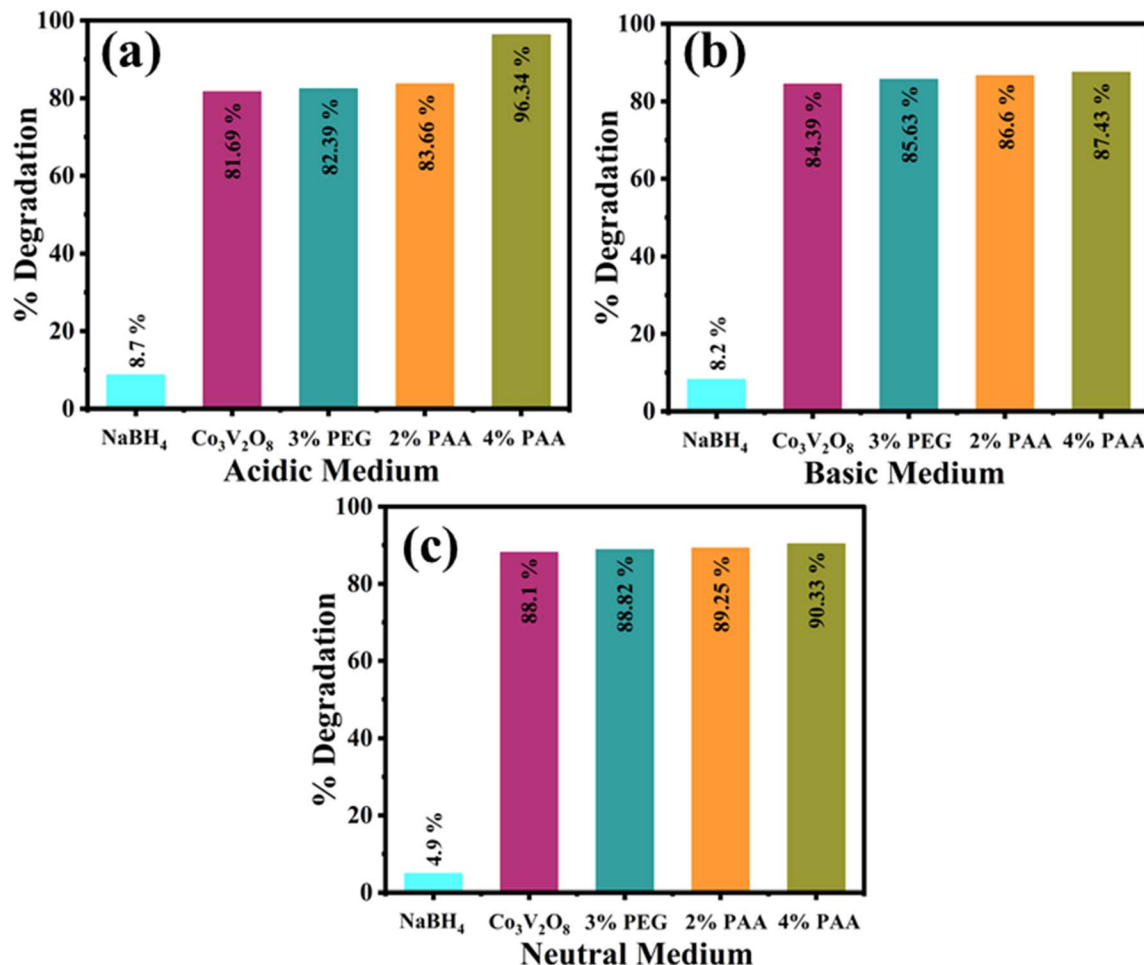 (a)
% Degradation
100
80
60
40
20
0
8.7 %
81.69 %
82.39 %
83.66 %
96.34 %
NaBH₄ Co₃V₂O₈ 3% PEG 2% PAA 4% PAA
Acidic Medium
(b)
% Degradation
100
80
60
40
20
0
8.2 %
84.39 %
85.63 %
86.6 %
87.43 %
NaBH₄ Co₃V₂O₈ 3% PEG 2% PAA 4% PAA
Basic Medium
(c)
% Degradation
100
80
60
40
20
0
4.9 %
88.1 %
88.82 %
89.25 %
90.33 %
NaBH₄ Co₃V₂O₈ 3% PEG 2% PAA 4% PAA
Neutral Medium